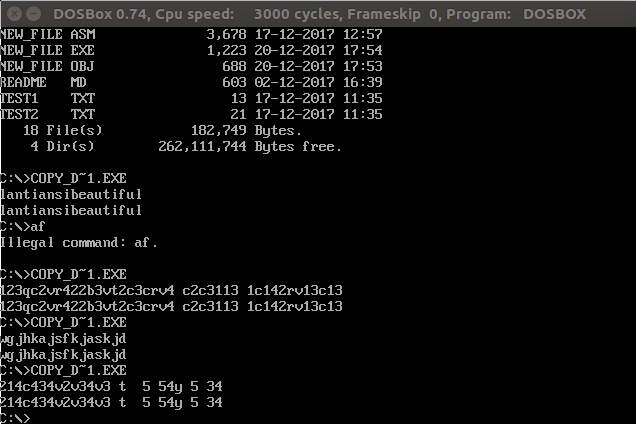 DOSBox 0.74, Cpu speed: 3000 cycles, Frameskip 0, Program: DOSBOX
NEW_FILE ASM 3,678 17-12-2017 12:57
NEW_FILE EXE 1,223 20-12-2017 17:54
NEW_FILE OBJ 688 20-12-2017 17:53
README MD 603 02-12-2017 16:39
TEST1 TXT 13 17-12-2017 11:35
TEST2 TXT 21 17-12-2017 11:35
18 File(s) 182,749 Bytes.
4 Dir(s) 262,111,744 Bytes free.
C:\>COPY_D~1.EXE
lantiansibeautiful
lantiansibeautiful
C:\>af
Illegal command: af.
C:\>COPY_D~1.EXE
123qc2vr422b3vt2c3crv4 c2c3113 1c142rv13c13
123qc2vr422b3vt2c3crv4 c2c3113 1c142rv13c13
C:\>COPY_D~1.EXE
wgjhkajsfkjaskjd
wgjhkajsfkjaskjd
C:\>COPY_D~1.EXE
214c434v2v34v3 t  5 54y 5 34
214c434v2v34v3 t  5 54y 5 34
C:\>